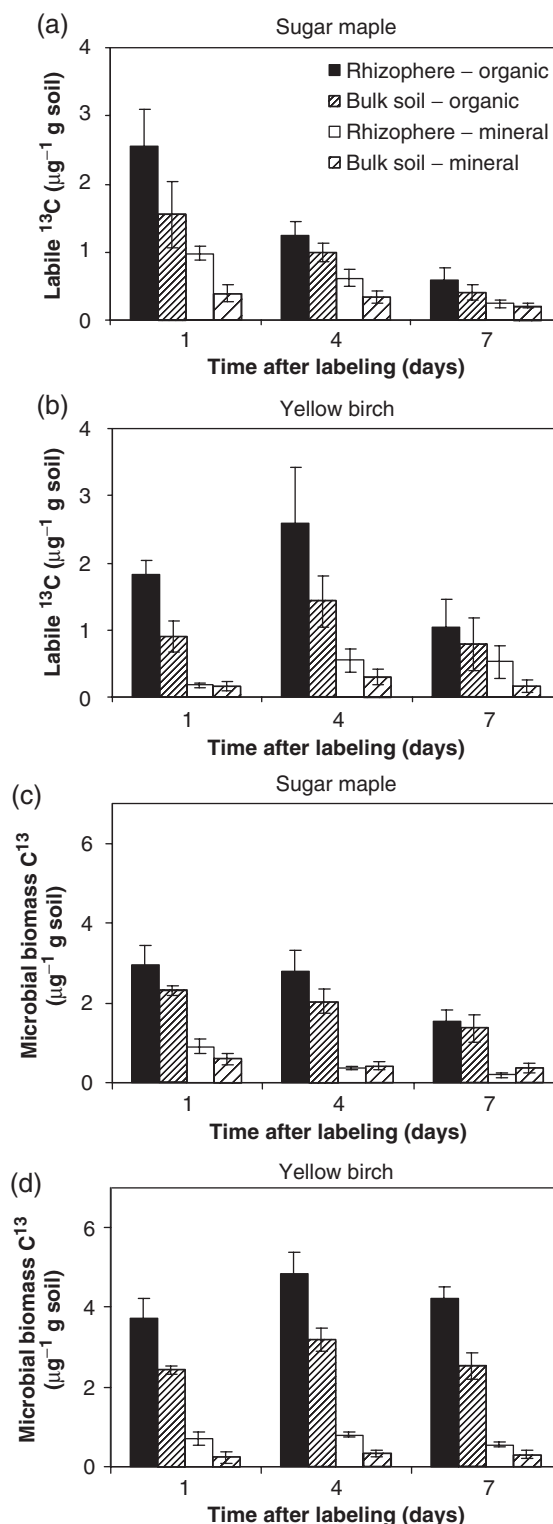 (a)
Sugar maple
4
3
2
1
0
Labile ¹³C (µg⁻¹ g soil)
Rhizophere – organic
Bulk soil – organic
Rhizophere – mineral
Bulk soil – mineral
1 4 7
Time after labeling (days)
(b)
Yellow birch
4
3
2
1
0
Labile ¹³C (µg⁻¹ g soil)
1 4 7
Time after labeling (days)
(c)
Sugar maple
6
4
2
0
Microbial biomass C¹³
(µg⁻¹ g soil)
1 4 7
Time after labeling (days)
(d)
Yellow birch
6
4
2
0
Microbial biomass C¹³
(µg⁻¹ g soil)
1 4 7
Time after labeling (days)